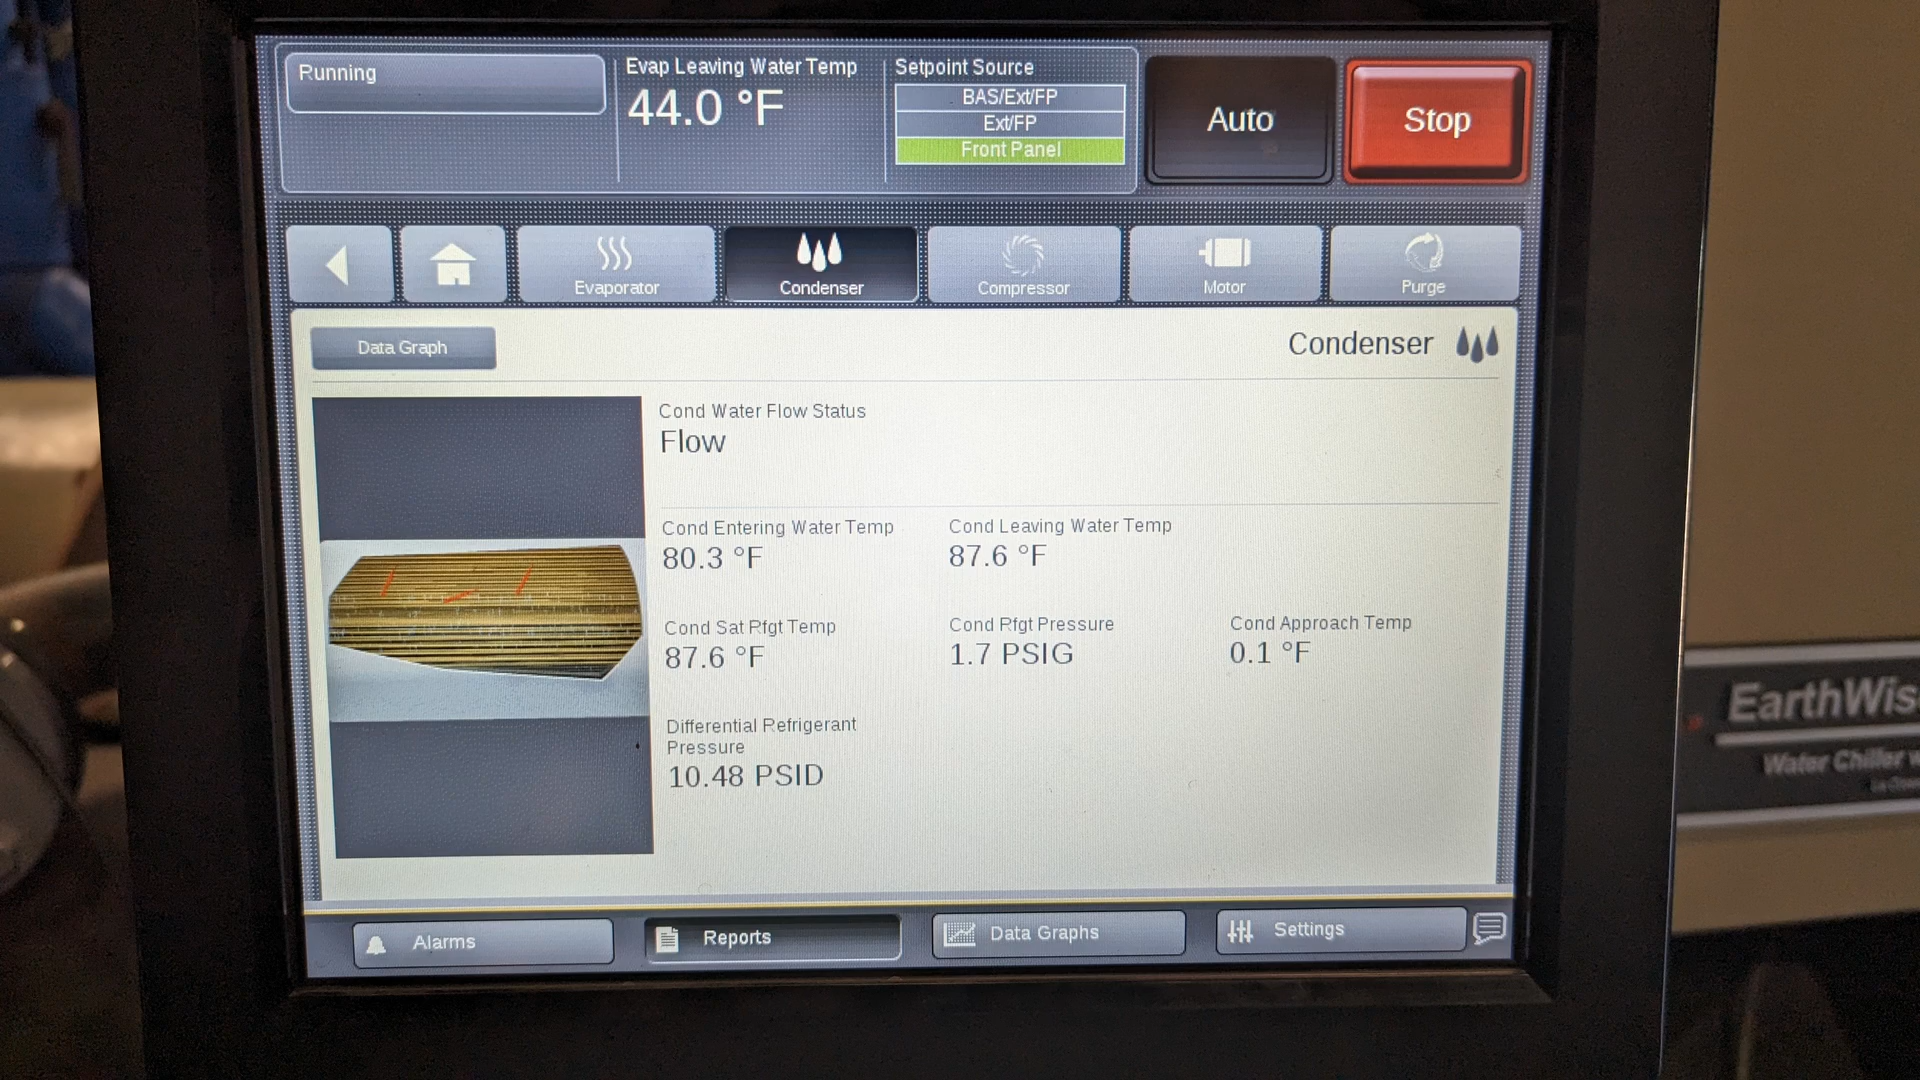 Running
Evap Leaving Water Temp
44.0 °F
Setpoint Source
BAS/Ext/FP
Ext/FP
Front Panel
Auto
Stop
Evaporator
Condenser
Compressor
Motor
Purge
Data Graph
Condenser
Cond Water Flow Status
Flow
Cond Entering Water Temp
80.3 °F
Cond Leaving Water Temp
87.6 °F
Cond Sat Rfgt Temp
87.6 °F
Cond Rfgt Pressure
1.7 PSIG
Cond Approach Temp
0.1 °F
Differential Refrigerant
Pressure
10.48 PSID
Alarms
Reports
Data Graphs
Settings
EarthWis
Water Chiller w